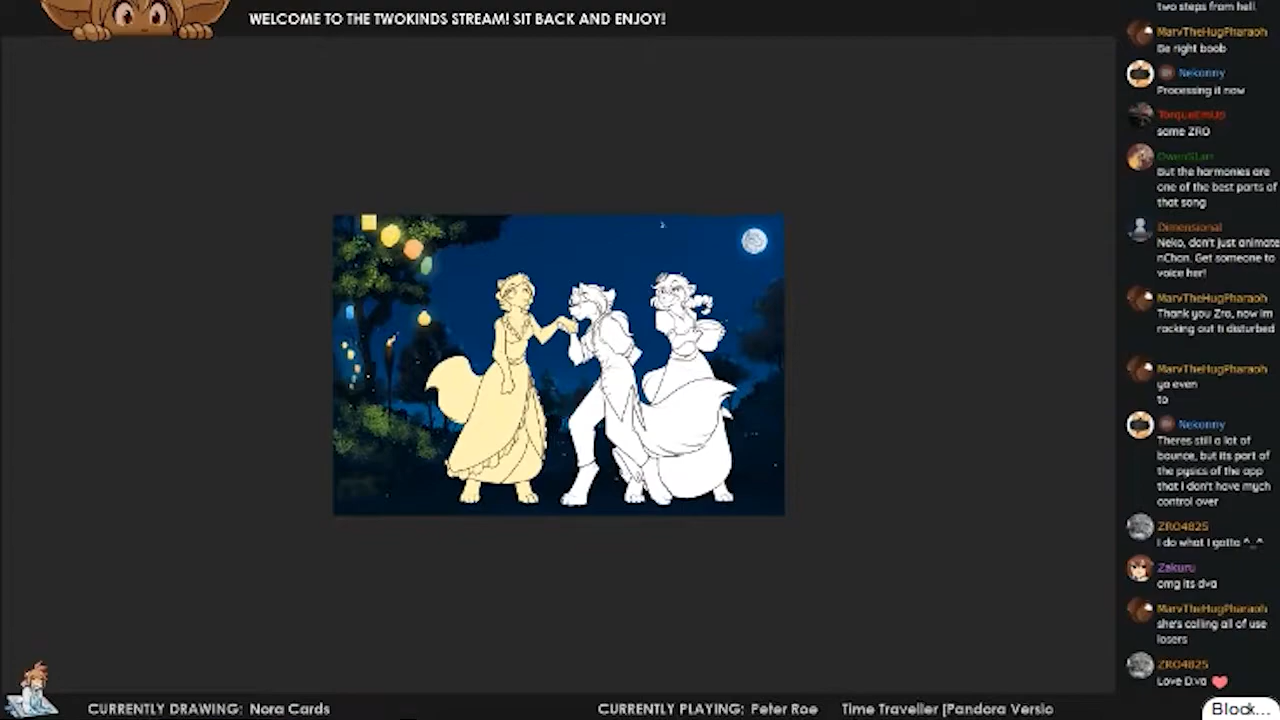 WELCOME TO THE TWOKINDS STREAM! SIT BACK AND ENJOY!
two steps from hell.
MarvTheHugPharaoh
Be right boob
Nekonny
Processing it now
TorqueEmUp
same ZRO
OwenStarr
But the harmonies are
one of the best parts of
that song
Dimensional
Neko, don't just animate
nChan. Get someone to
voice her!
MarvTheHugPharaoh
Thank you Zro, now im
rocking out ti disturbed
MarvTheHugPharaoh
ya even
to
Nekonny
Theres still a lot of
bounce, but its part of
the pysics of the app
that I don't have mych
control over
ZRO4825
I do what I gotta ^_^
Zakuru
omg its dva
MarvTheHugPharaoh
she's calling all of use
losers
ZRO4825
Love D.va
CURRENTLY DRAWING: Nora Cards
CURRENTLY PLAYING: Peter Roe Time Traveller [Pandora Versio
Block...